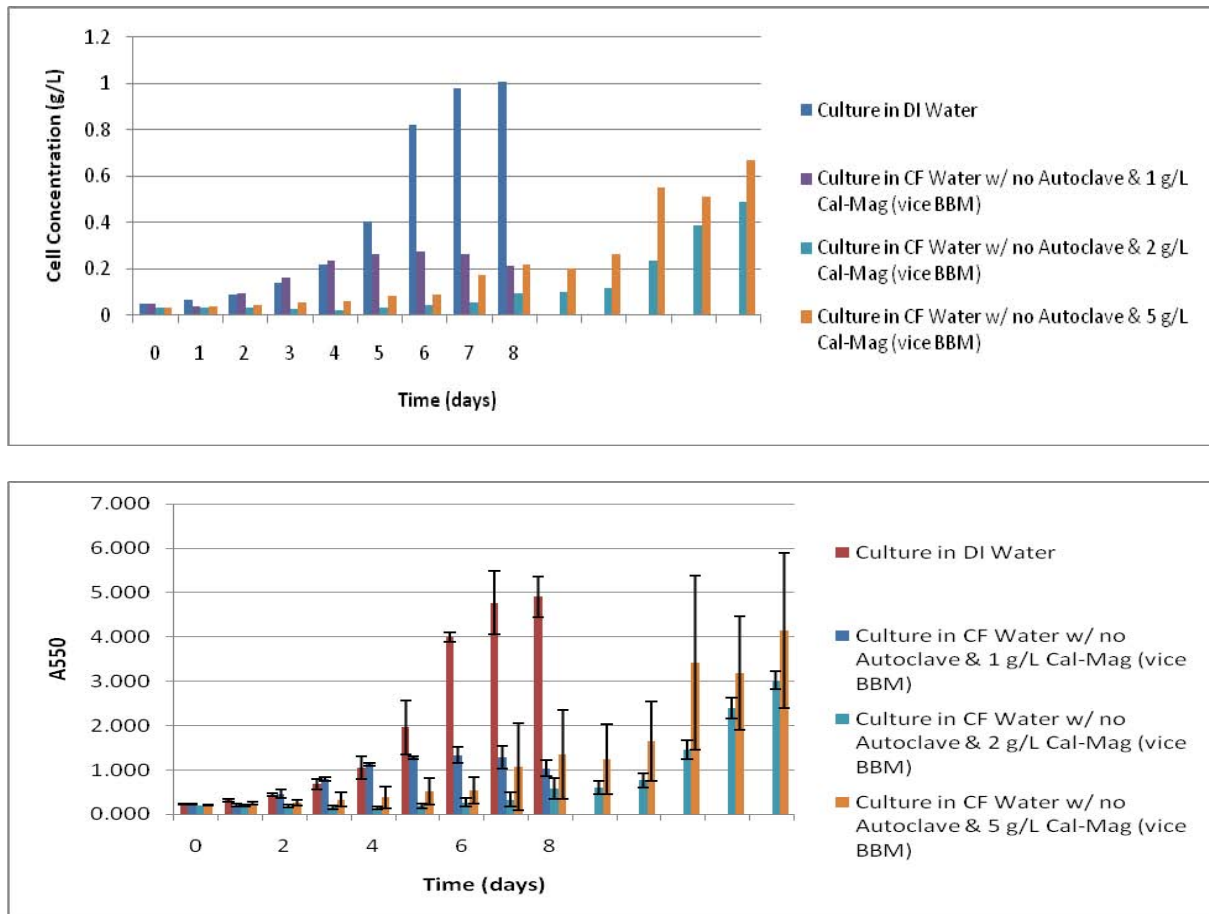 1.2
1
0.8
0.6
0.4
0.2
0
Cell Concentration (g/L)
0 1 2 3 4 5 6 7 8
Time (days)
Culture in DI Water
Culture in CF Water w/ no Autoclave & 1 g/L
Cal-Mag (vice BBM)
Culture in CF Water w/ no Autoclave & 2 g/L
Cal-Mag (vice BBM)
Culture in CF Water w/ no Autoclave & 5 g/L
Cal-Mag (vice BBM)
7.000
6.000
5.000
4.000
3.000
2.000
1.000
0.000
A550
0 2 4 6 8
Time (days)
Culture in DI Water
Culture in CF Water w/ no
Autoclave & 1 g/L Cal-Mag (vice
BBM)
Culture in CF Water w/ no
Autoclave & 2 g/L Cal-Mag (vice
BBM)
Culture in CF Water w/ no
Autoclave & 5 g/L Cal-Mag (vice
BBM)